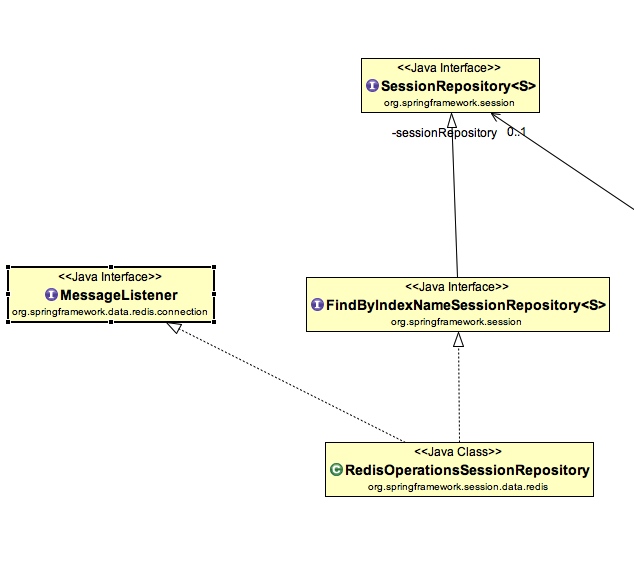 <<Java Interface>>
SessionRepository<S>
org.springframework.session
-sessionRepository 0..1
<<Java Interface>>
MessageListener
org.springframework.data.redis.connection
<<Java Interface>>
FindByIndexNameSessionRepository<S>
org.springframework.session
<<Java Class>>
RedisOperationsSessionRepository
org.springframework.session.data.redis